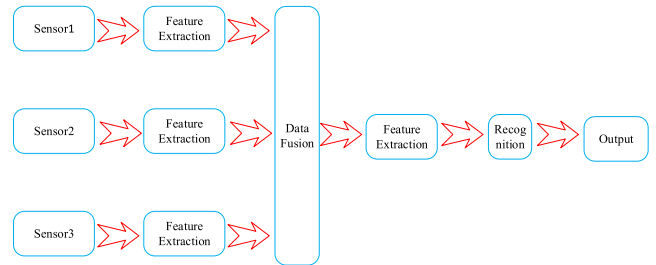 Sensor1
Feature
Extraction
Sensor2
Feature
Extraction
Sensor3
Feature
Extraction
Data
Fusion
Feature
Extraction
Recog
nition
Output